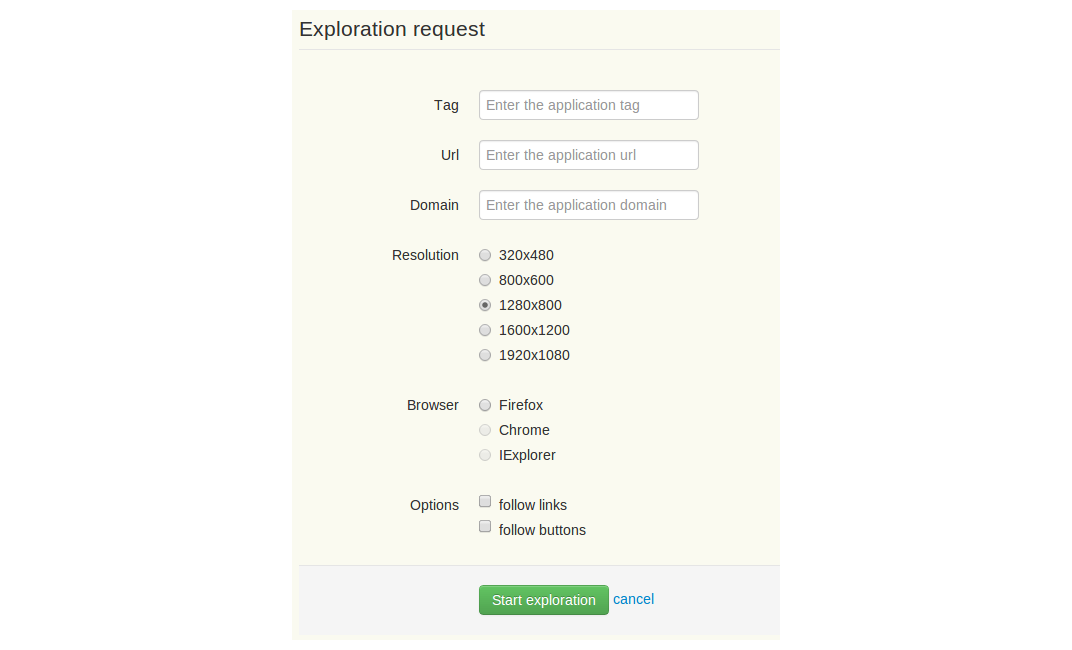 Exploration request
Tag Enter the application tag
Url Enter the application url
Domain Enter the application domain
Resolution 320x480
800x600
1280x800
1600x1200
1920x1080
Browser Firefox
Chrome
IExplorer
Options follow links
follow buttons
Start exploration cancel